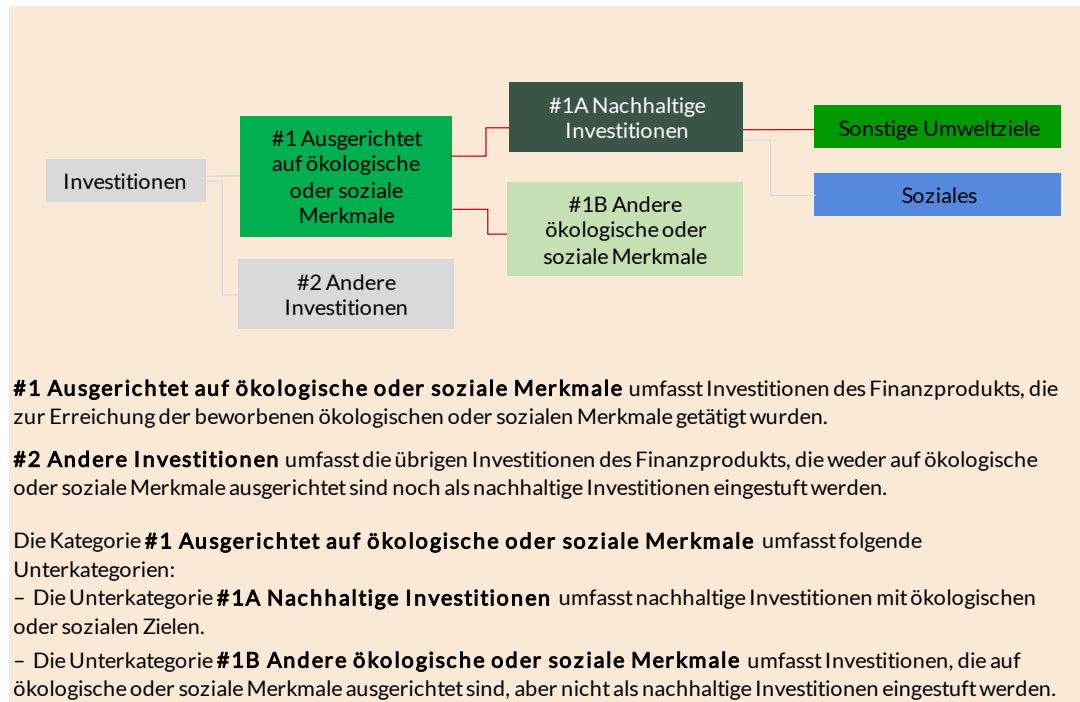 #1A Nachhaltige
Investitionen
Sonstige Umweltziele
#1 Ausgerichtet
auf ökologische
oder soziale
Merkmale
Investitionen
Soziales
#1B Andere
ökologische oder
soziale Merkmale
#2 Andere
Investitionen
#1 Ausgerichtet auf ökologische oder soziale Merkmale umfasst Investitionen des Finanzprodukts, die
zur Erreichung der beworbenen ökologischen oder sozialen Merkmale getätigt wurden.
#2 Andere Investitionen umfasst die übrigen Investitionen des Finanzprodukts, die weder auf ökologische
oder soziale Merkmale ausgerichtet sind noch als nachhaltige Investitionen eingestuft werden.
Die Kategorie #1 Ausgerichtet auf ökologische oder soziale Merkmale umfasst folgende
Unterkategorien:
– Die Unterkategorie #1A Nachhaltige Investitionen umfasst nachhaltige Investitionen mit ökologischen
oder sozialen Zielen.
– Die Unterkategorie #1B Andere ökologische oder soziale Merkmale umfasst Investitionen, die auf
ökologische oder soziale Merkmale ausgerichtet sind, aber nicht als nachhaltige Investitionen eingestuft werden.